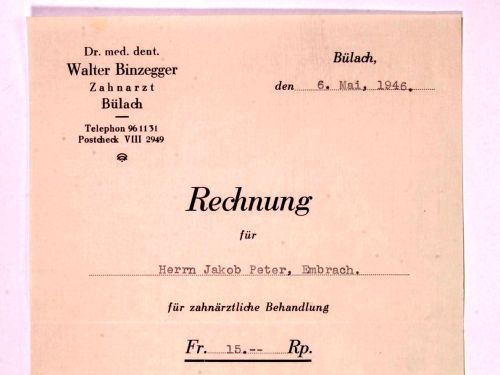 Dr. med. dent.
Walter Binzegger
Zahnarzt
Bülach
Telephon 96 11 31
Postcheck VIII 2949
Bülach,
den 6. Mai, 1946.
Rechnung
für
Herrn Jakob Peter, Embrach.
für zahnärztliche Behandlung
Fr. 15.-- Rp.